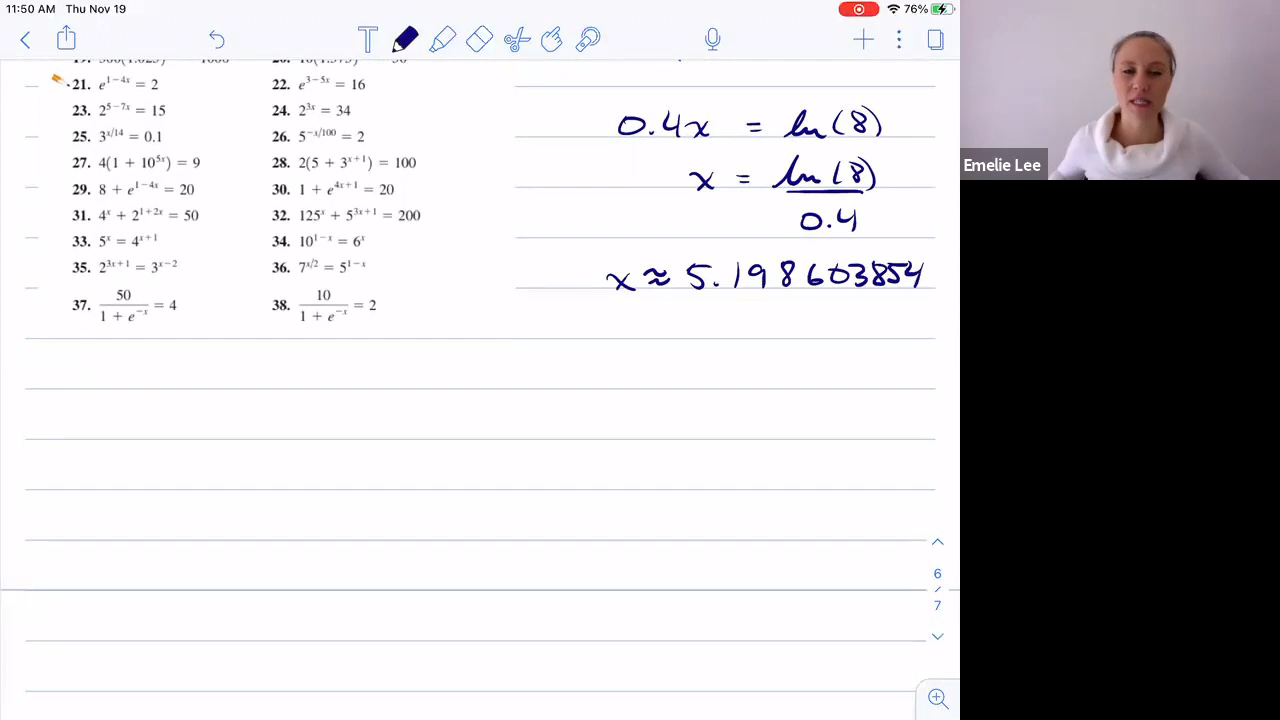 11:50 AM Thu Nov 19
76%
21. e^{1−4x} = 2
22. e^{3−5x} = 16
23. 2^{5−7x} = 15
24. 2^{3x} = 34
25. 3^{x/14} = 0.1
26. 5^{−x/100} = 2
27. 4(1 + 10^{5x}) = 9
28. 2(5 + 3^{x+1}) = 100
29. 8 + e^{1−4x} = 20
30. 1 + e^{4x+1} = 20
31. 4^x + 2^{1+2x} = 50
32. 125^x + 5^{3x+1} = 200
33. 5^x = 4^{x+1}
34. 10^{1−x} = 6^x
35. 2^{3x+1} = 3^{x−2}
36. 7^{x/2} = 5^{1−x}
37. 50 / (1 + e^{−x}) = 4
38. 10 / (1 + e^{−x}) = 2
0.4x = ln(8)
x = ln(8) / 0.4
x ≈ 5.198603854
Emelie Lee
6
/
7